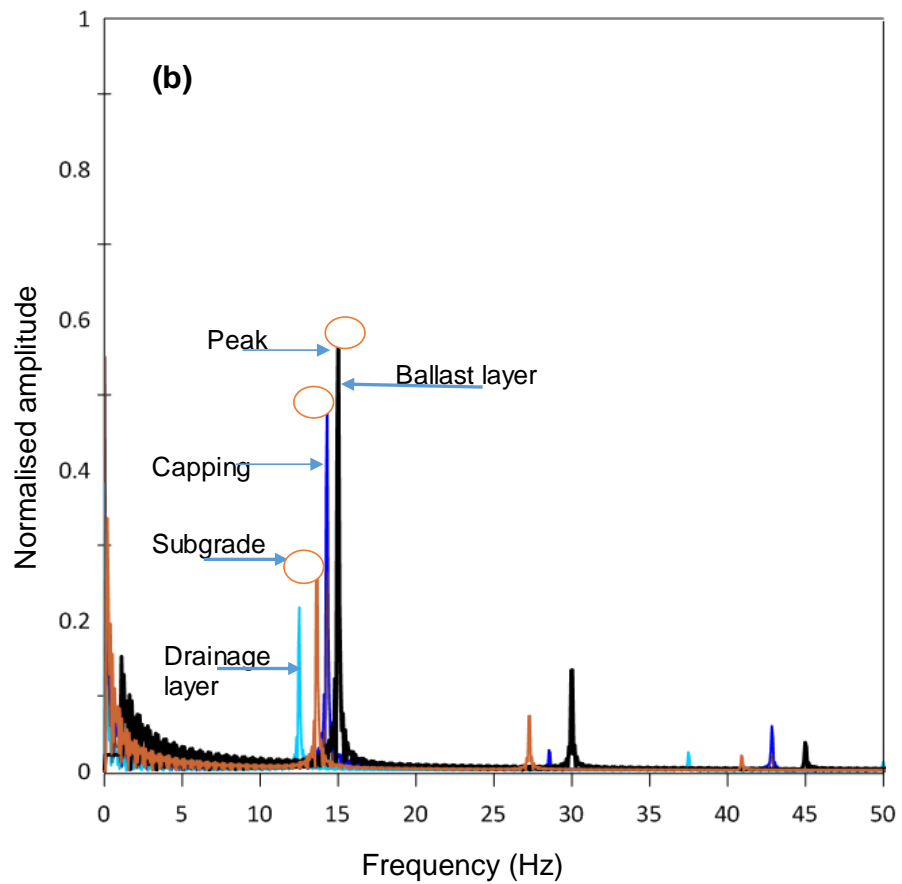 1
(b)
0.8
Normalised amplitude
0.6
Peak
Ballast layer
0.4
Capping
Subgrade
0.2
Drainage
layer
0
0 5 10 15 20 25 30 35 40 45 50
Frequency (Hz)